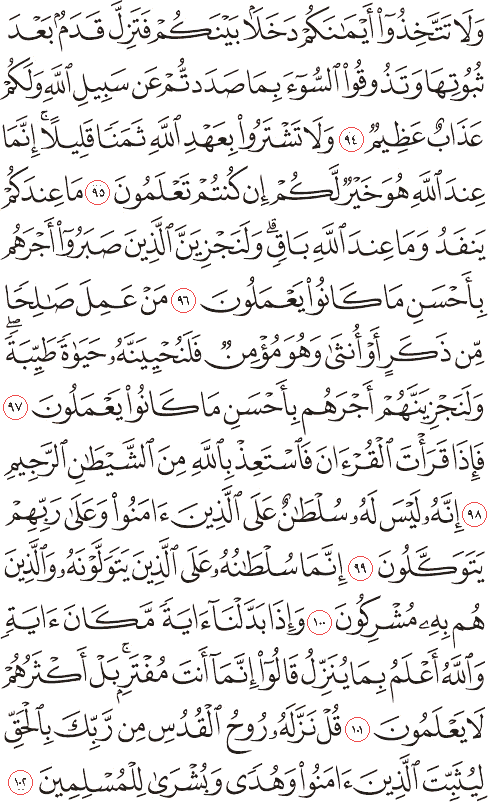 وَلَا تَتَّخِذُوٓا۟ أَيْمَـٰنَكُمْ دَخَلًۢا بَيْنَكُمْ فَتَزِلَّ قَدَمٌۢ بَعْدَ
ثُبُوتِهَا وَتَذُوقُوا۟ ٱلسُّوٓءَ بِمَا صَدَدتُّمْ عَن سَبِيلِ ٱللَّهِ وَلَكُمْ
عَذَابٌ عَظِيمٌ ٩٤ وَلَا تَشْتَرُوا۟ بِعَهْدِ ٱللَّهِ ثَمَنًا قَلِيلًا ۚ إِنَّمَا
عِندَ ٱللَّهِ هُوَ خَيْرٌ لَّكُمْ إِن كُنتُمْ تَعْلَمُونَ ٩٥ مَا عِندَكُمْ
يَنفَدُ وَمَا عِندَ ٱللَّهِ بَاقٍ ۗ وَلَنَجْزِيَنَّ ٱلَّذِينَ صَبَرُوٓا۟ أَجْرَهُم
بِأَحْسَنِ مَا كَانُوا۟ يَعْمَلُونَ ٩٦ مَنْ عَمِلَ صَـٰلِحًا
مِّن ذَكَرٍ أَوْ أُنثَىٰ وَهُوَ مُؤْمِنٌ فَلَنُحْيِيَنَّهُۥ حَيَوٰةً طَيِّبَةً ۖ
وَلَنَجْزِيَنَّهُمْ أَجْرَهُم بِأَحْسَنِ مَا كَانُوا۟ يَعْمَلُونَ ٩٧
فَإِذَا قَرَأْتَ ٱلْقُرْءَانَ فَٱسْتَعِذْ بِٱللَّهِ مِنَ ٱلشَّيْطَـٰنِ ٱلرَّجِيمِ
٩٨ إِنَّهُۥ لَيْسَ لَهُۥ سُلْطَـٰنٌ عَلَى ٱلَّذِينَ ءَامَنُوا۟ وَعَلَىٰ رَبِّهِمْ
يَتَوَكَّلُونَ ٩٩ إِنَّمَا سُلْطَـٰنُهُۥ عَلَى ٱلَّذِينَ يَتَوَلَّوْنَهُۥ وَٱلَّذِينَ
هُم بِهِۦ مُشْرِكُونَ ١٠٠ وَإِذَا بَدَّلْنَآ ءَايَةً مَّكَانَ ءَايَةٍ ۙ
وَٱللَّهُ أَعْلَمُ بِمَا يُنَزِّلُ قَالُوٓا۟ إِنَّمَآ أَنتَ مُفْتَرٍۭ ۚ بَلْ أَكْثَرُهُمْ
لَا يَعْلَمُونَ ١٠١ قُلْ نَزَّلَهُۥ رُوحُ ٱلْقُدُسِ مِن رَّبِّكَ بِٱلْحَقِّ
لِيُثَبِّتَ ٱلَّذِينَ ءَامَنُوا۟ وَهُدًى وَبُشْرَىٰ لِلْمُسْلِمِينَ ١٠٢